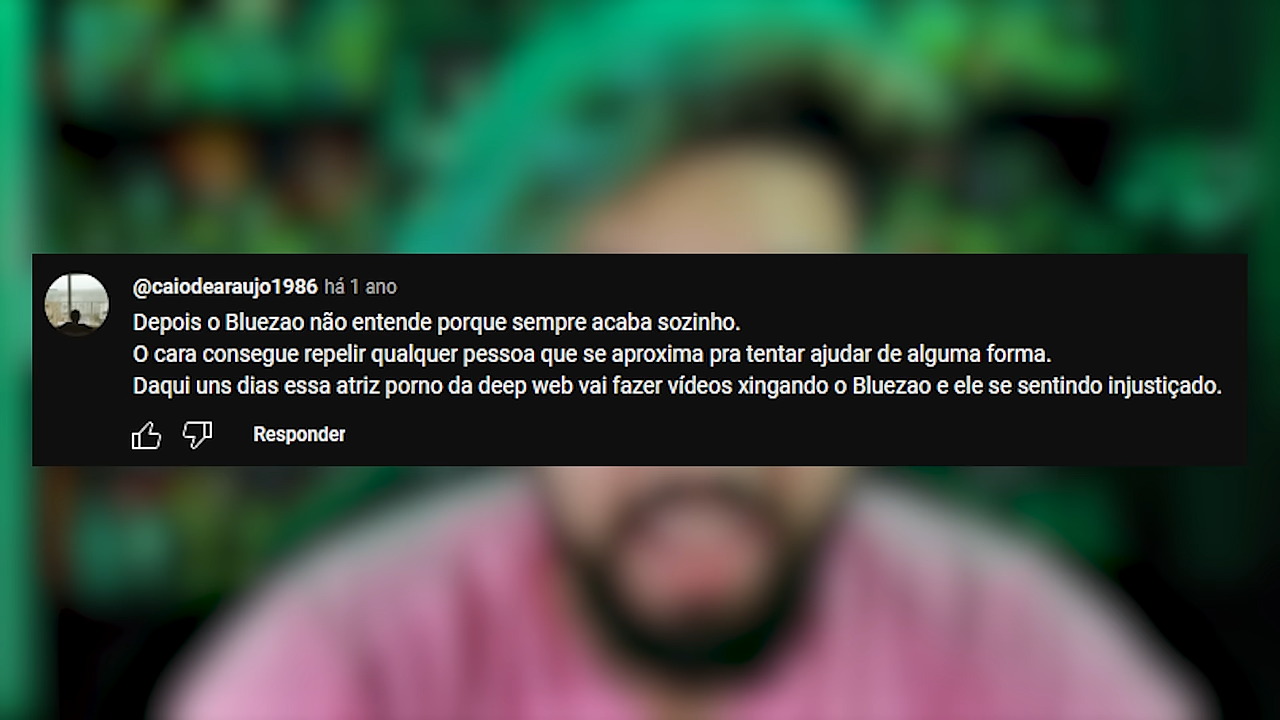 @caiodearaujo1986 há 1 ano
Depois o Bluezao não entende porque sempre acaba sozinho.
O cara consegue repelir qualquer pessoa que se aproxima pra tentar ajudar de alguma forma.
Daqui uns dias essa atriz porno da deep web vai fazer vídeos xingando o Bluezao e ele se sentindo injustiçado.
Responder